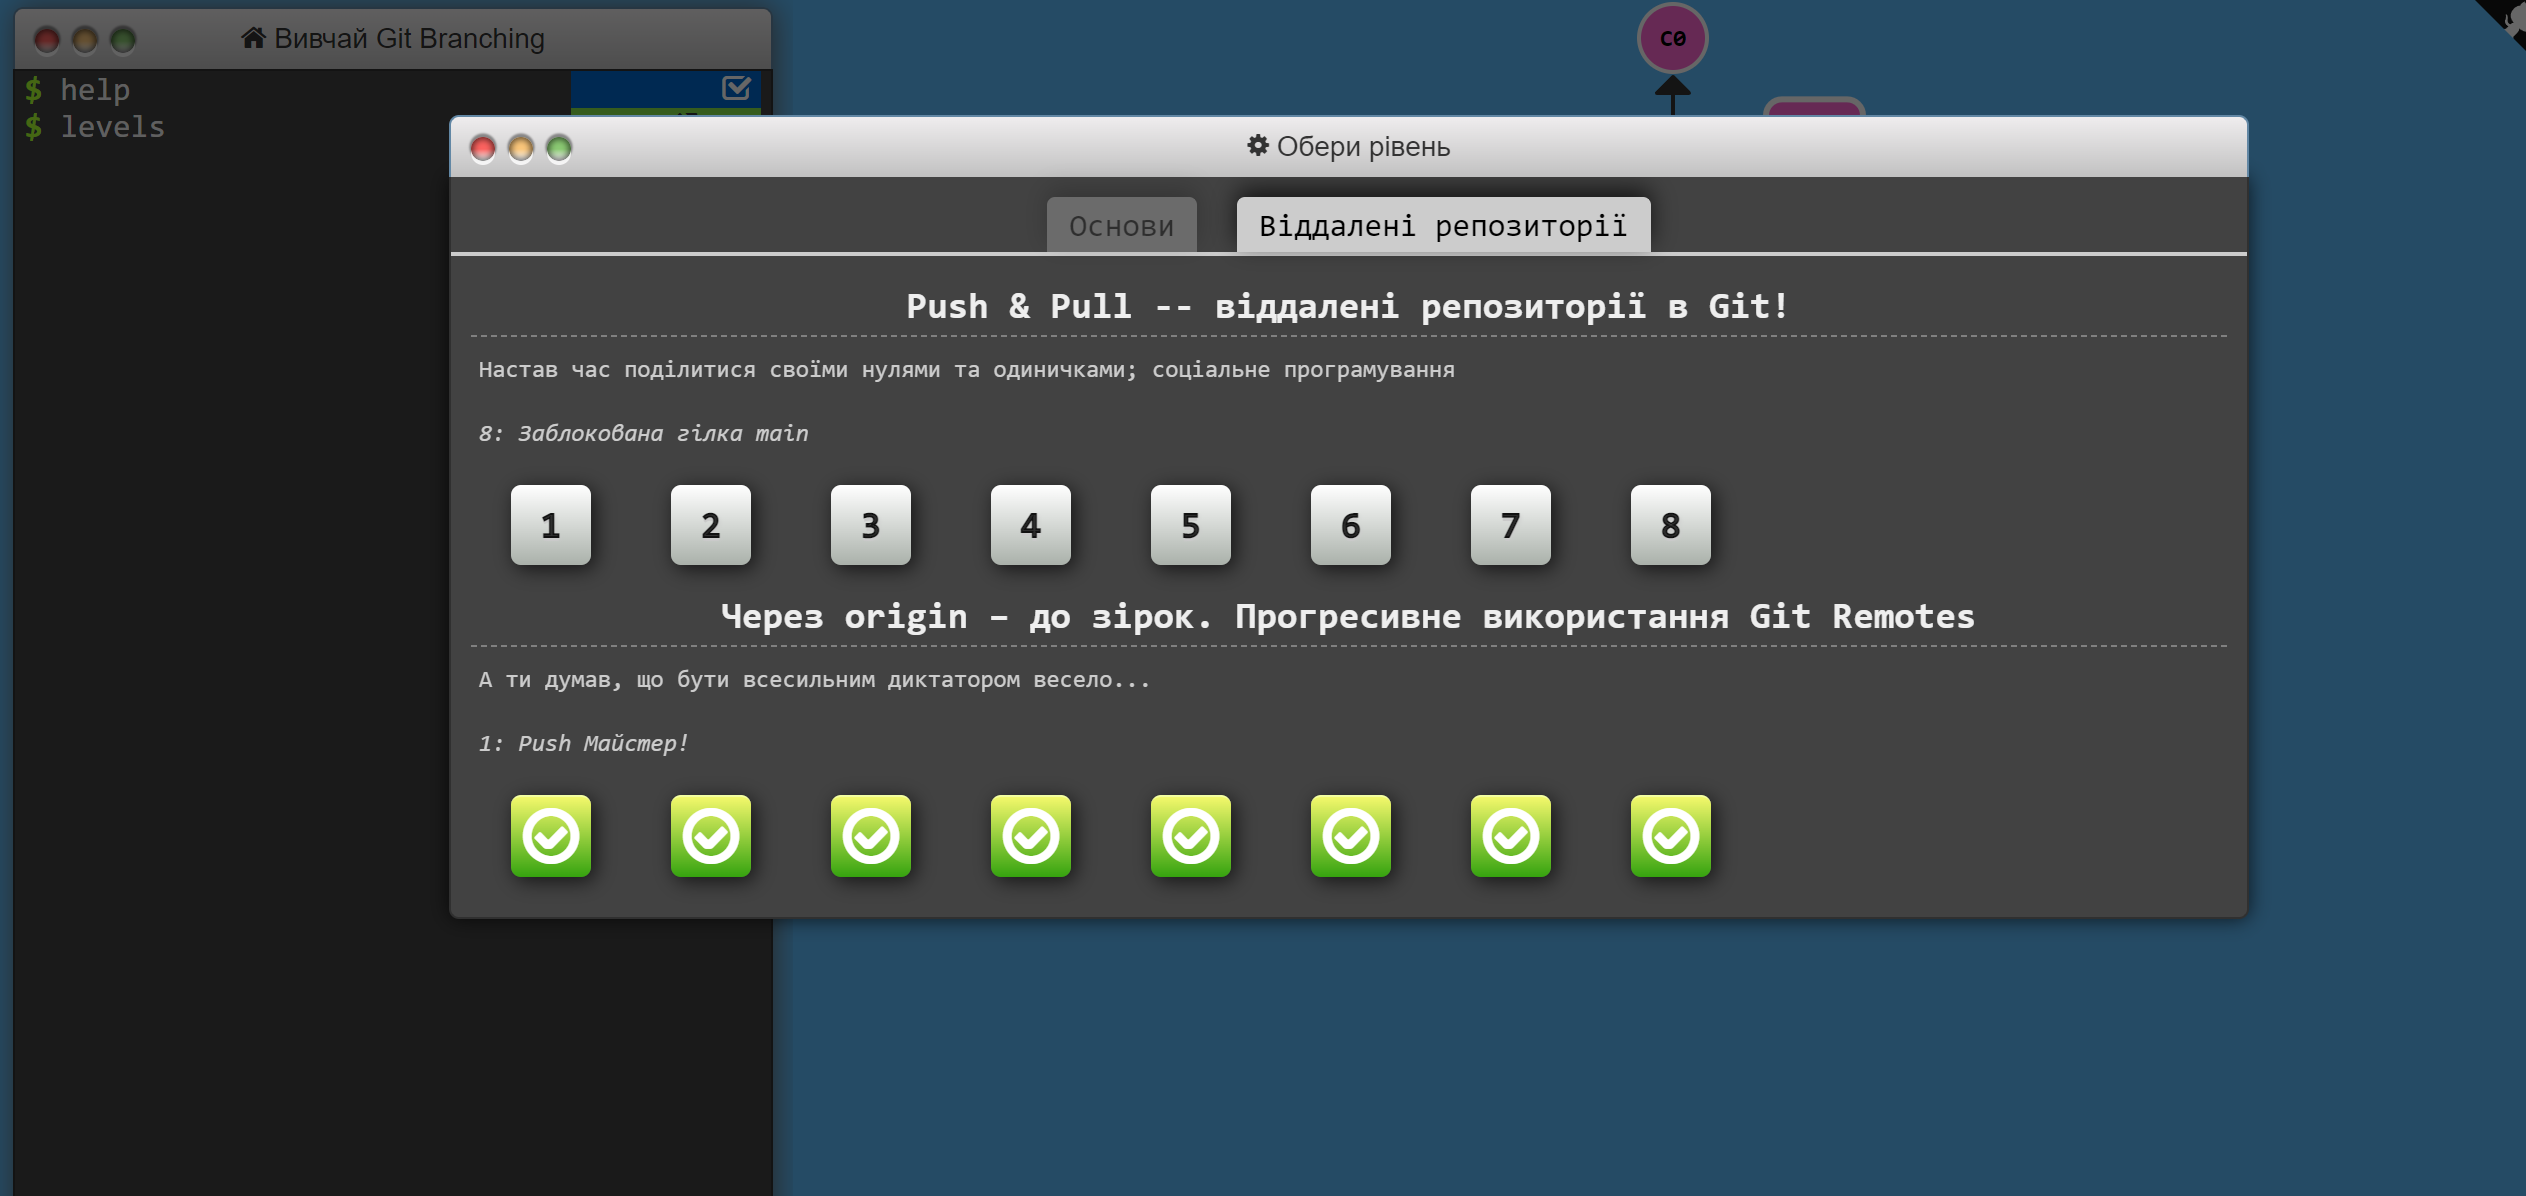 Вивчай Git Branching
$ help
$ levels
C0
Обери рівень
Основи
Віддалені репозиторії
Push & Pull -- віддалені репозиторії в Git!
Настав час поділитися своїми нулями та одиничками; соціальне програмування
8: Заблокована гілка main
1 2 3 4 5 6 7 8
Через origin – до зірок. Прогресивне використання Git Remotes
А ти думав, що бути всесильним диктатором весело...
1: Push Майстер!